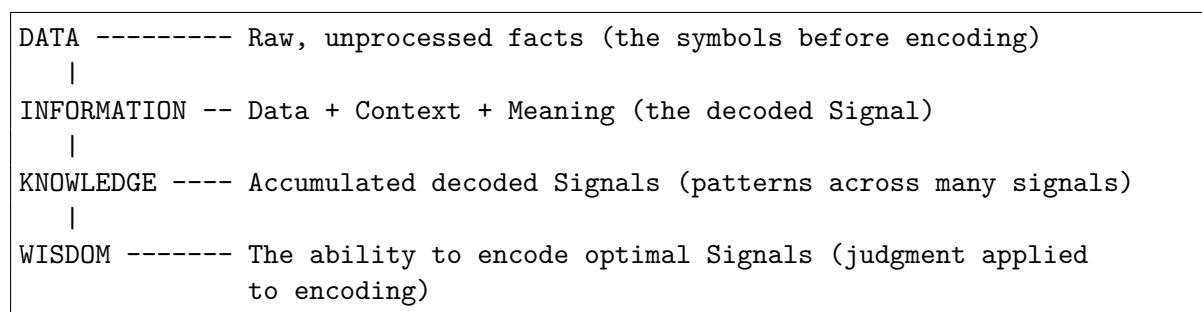 DATA --------- Raw, unprocessed facts (the symbols before encoding)
|
INFORMATION -- Data + Context + Meaning (the decoded Signal)
|
KNOWLEDGE ---- Accumulated decoded Signals (patterns across many signals)
|
WISDOM ------- The ability to encode optimal Signals (judgment applied
to encoding)